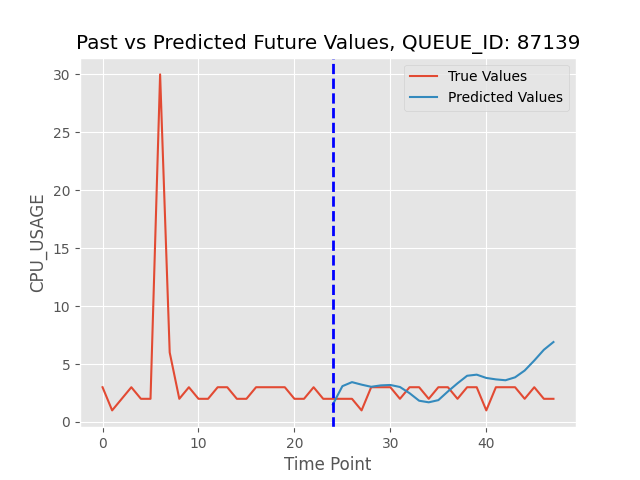 Past vs Predicted Future Values, QUEUE_ID: 87139
True Values
Predicted Values
30
25
20
15
10
5
0
CPU_USAGE
0 10 20 30 40
Time Point